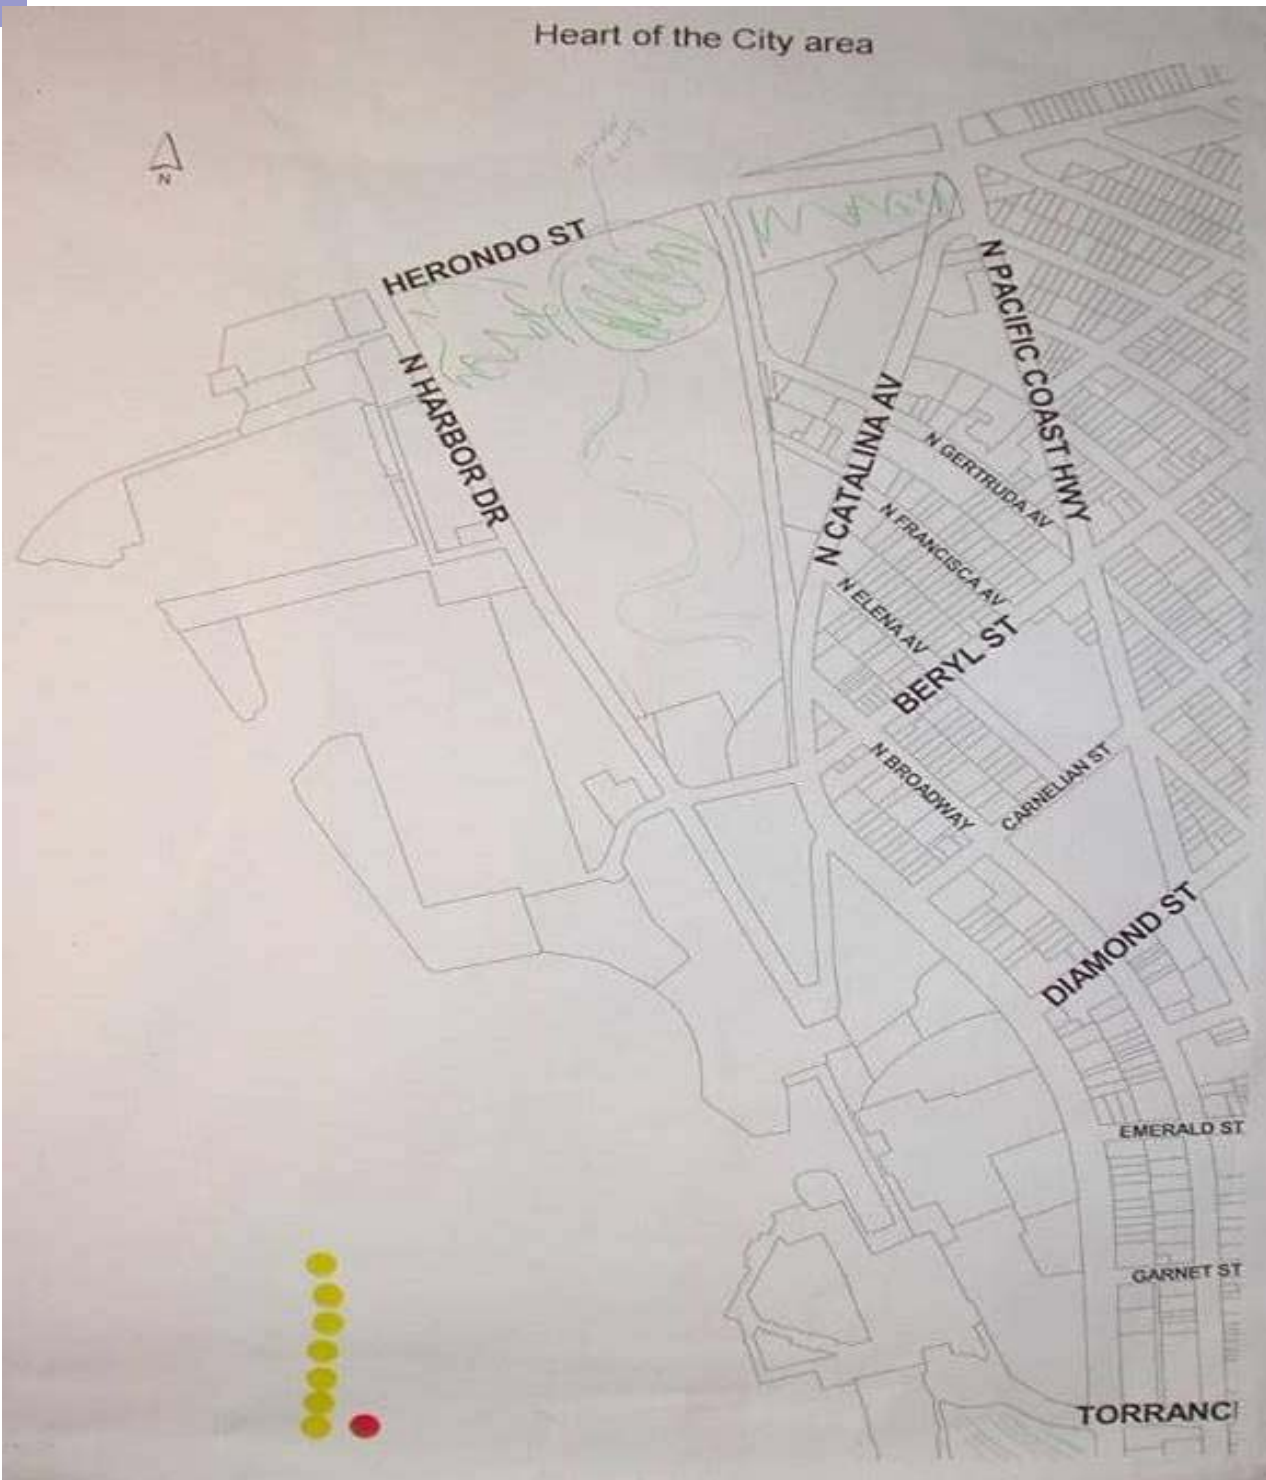 Heart of the City area
N
HERONDO ST
N HARBOR DR
N PACIFIC COAST HWY
N CATALINA AV
N GERTRUDA AV
N FRANCISCA AV
N ELENA AV
BERYL ST
N BROADWAY
CARNELIAN ST
DIAMOND ST
EMERALD ST
GARNET ST
TORRANC